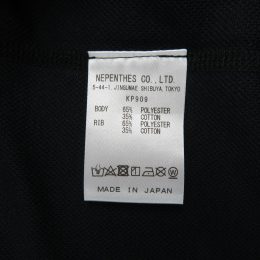 NEPENTHES CO., LTD.
5-44-1, JINGUMAE SHIBUYA, TOKYO
KP909
BODY 65% POLYESTER
35% COTTON
RIB 65% POLYESTER
35% COTTON
MADE IN JAPAN